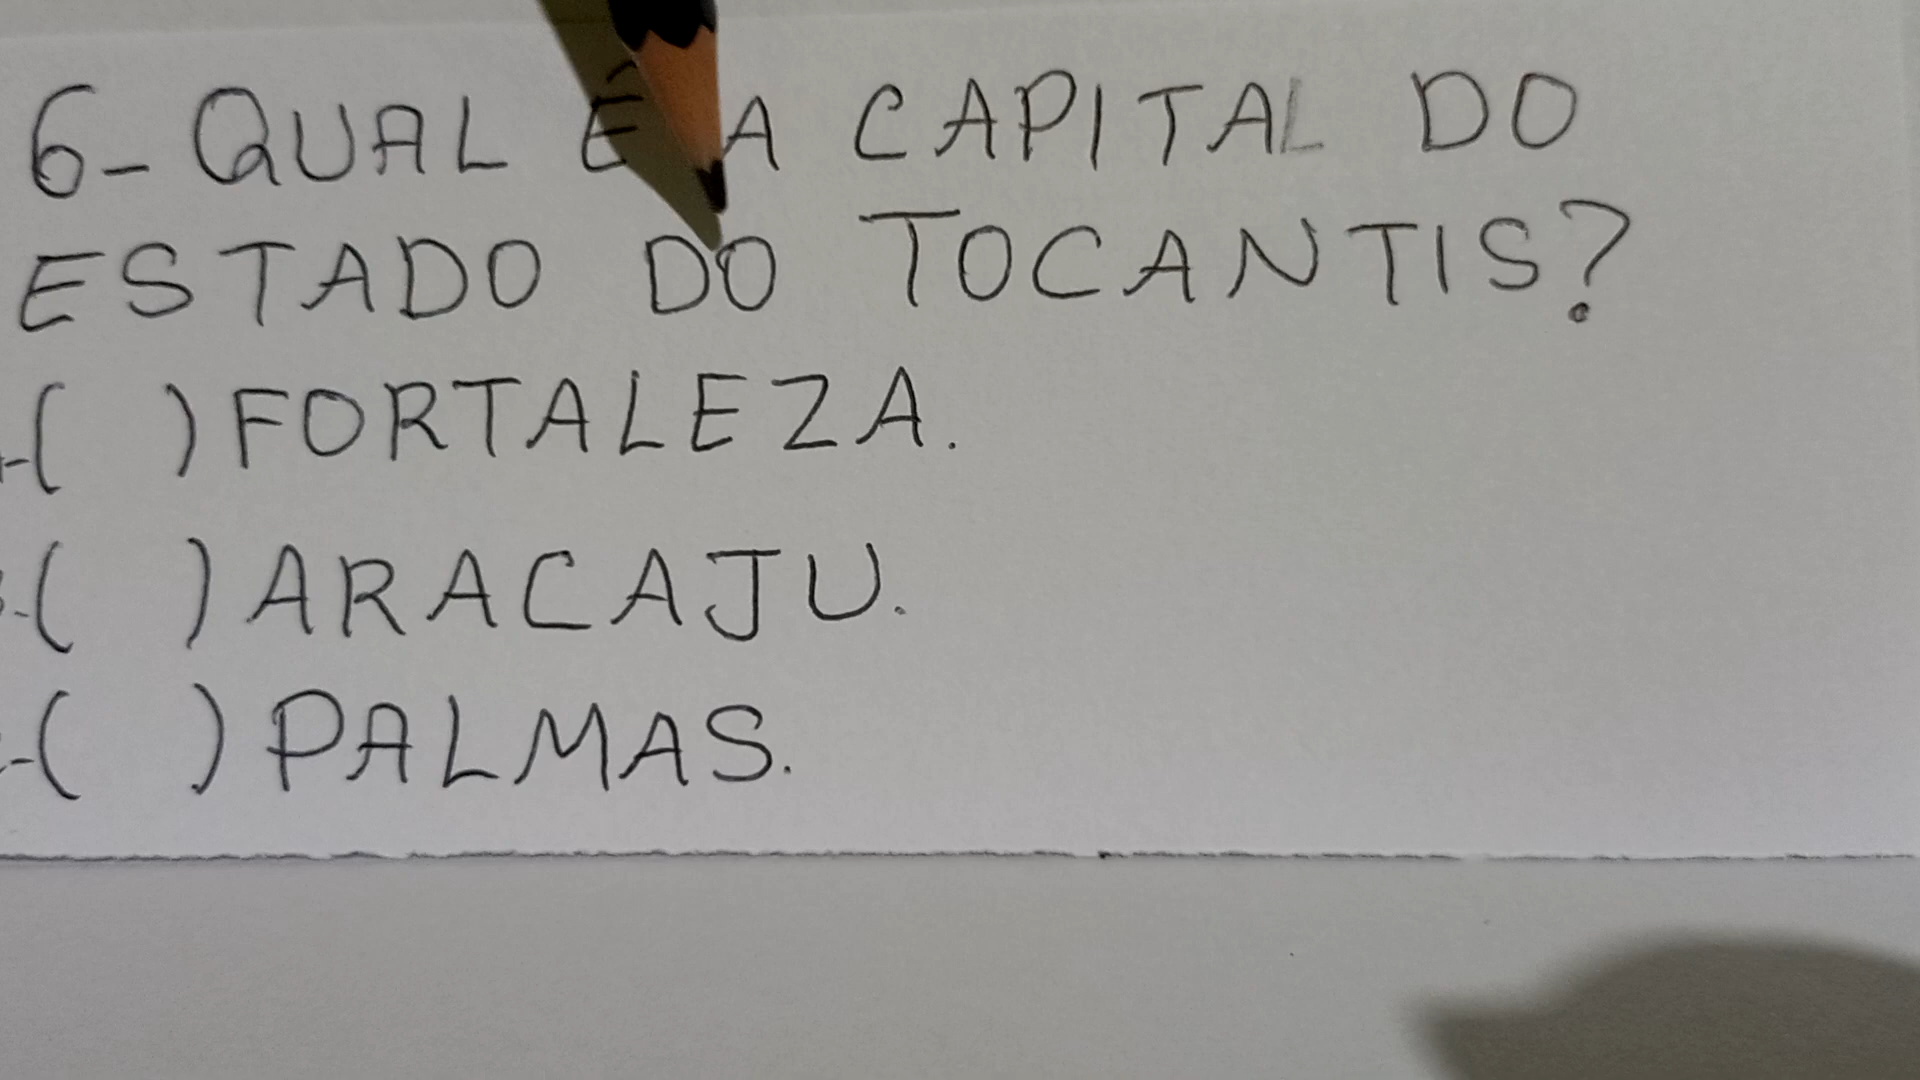 6- QUAL É A CAPITAL DO
ESTADO DO TOCANTIS?
-( ) FORTALEZA.
-( ) ARACAJU.
-( ) PALMAS.